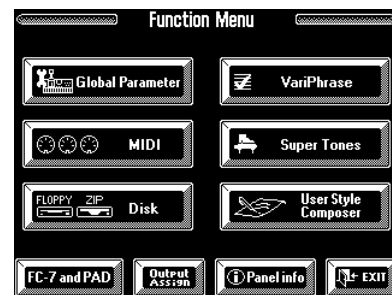 Function Menu
Global Parameter
VariPhrase
MIDI
Super Tones
FLOPPY ZIP
Disk
User Style
Composer
FC-7 and PAD
Output
Assign
i Panel info
EXIT